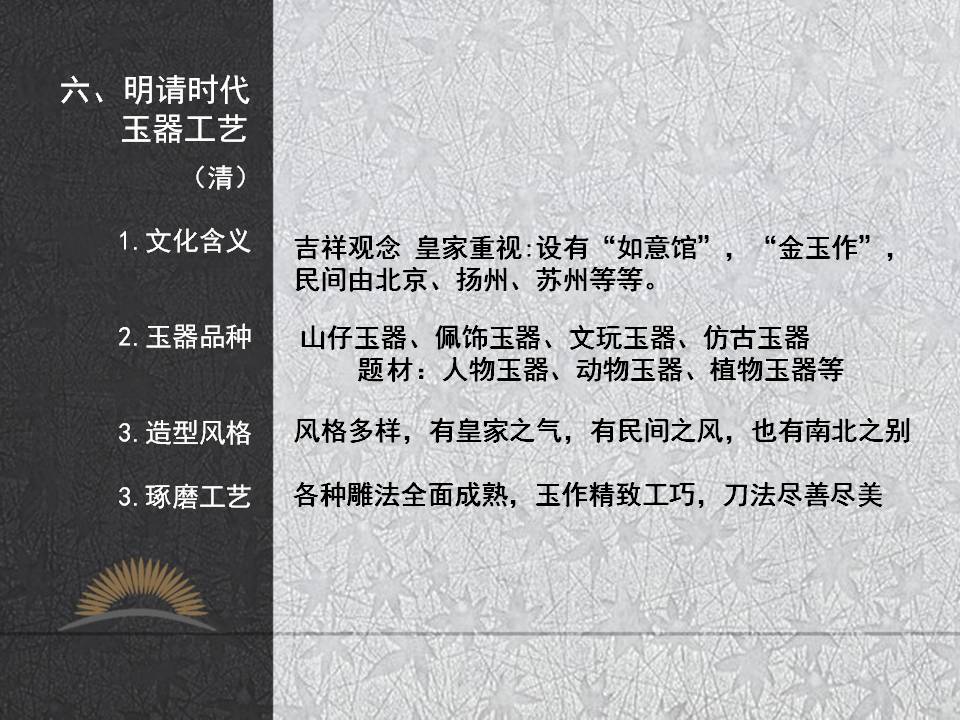 六、明请时代
玉器工艺
（清）
1.文化含义
吉祥观念 皇家重视:设有“如意馆”，“金玉作”，
民间由北京、扬州、苏州等等。
2.玉器品种
山仔玉器、佩饰玉器、文玩玉器、仿古玉器
题材：人物玉器、动物玉器、植物玉器等
3.造型风格
风格多样，有皇家之气，有民间之风，也有南北之别
3.琢磨工艺
各种雕法全面成熟，玉作精致工巧，刀法尽善尽美